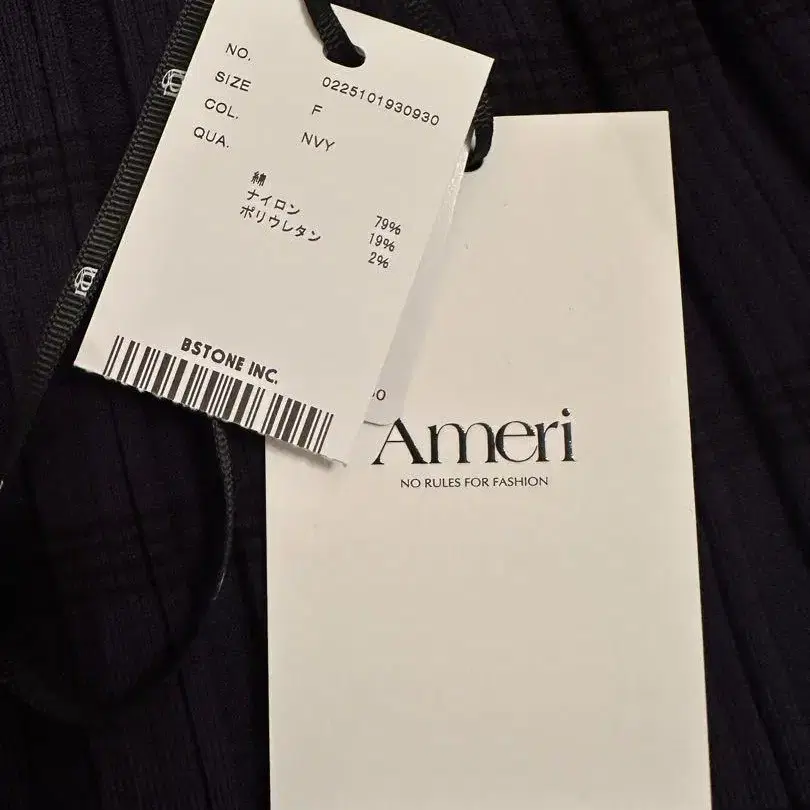 NO. 0225101930930
SIZE F
COL. NVY
QUA.
綿 79%
ナイロン 19%
ポリウレタン 2%
BSTONE INC.
Ameri
NO RULES FOR FASHION